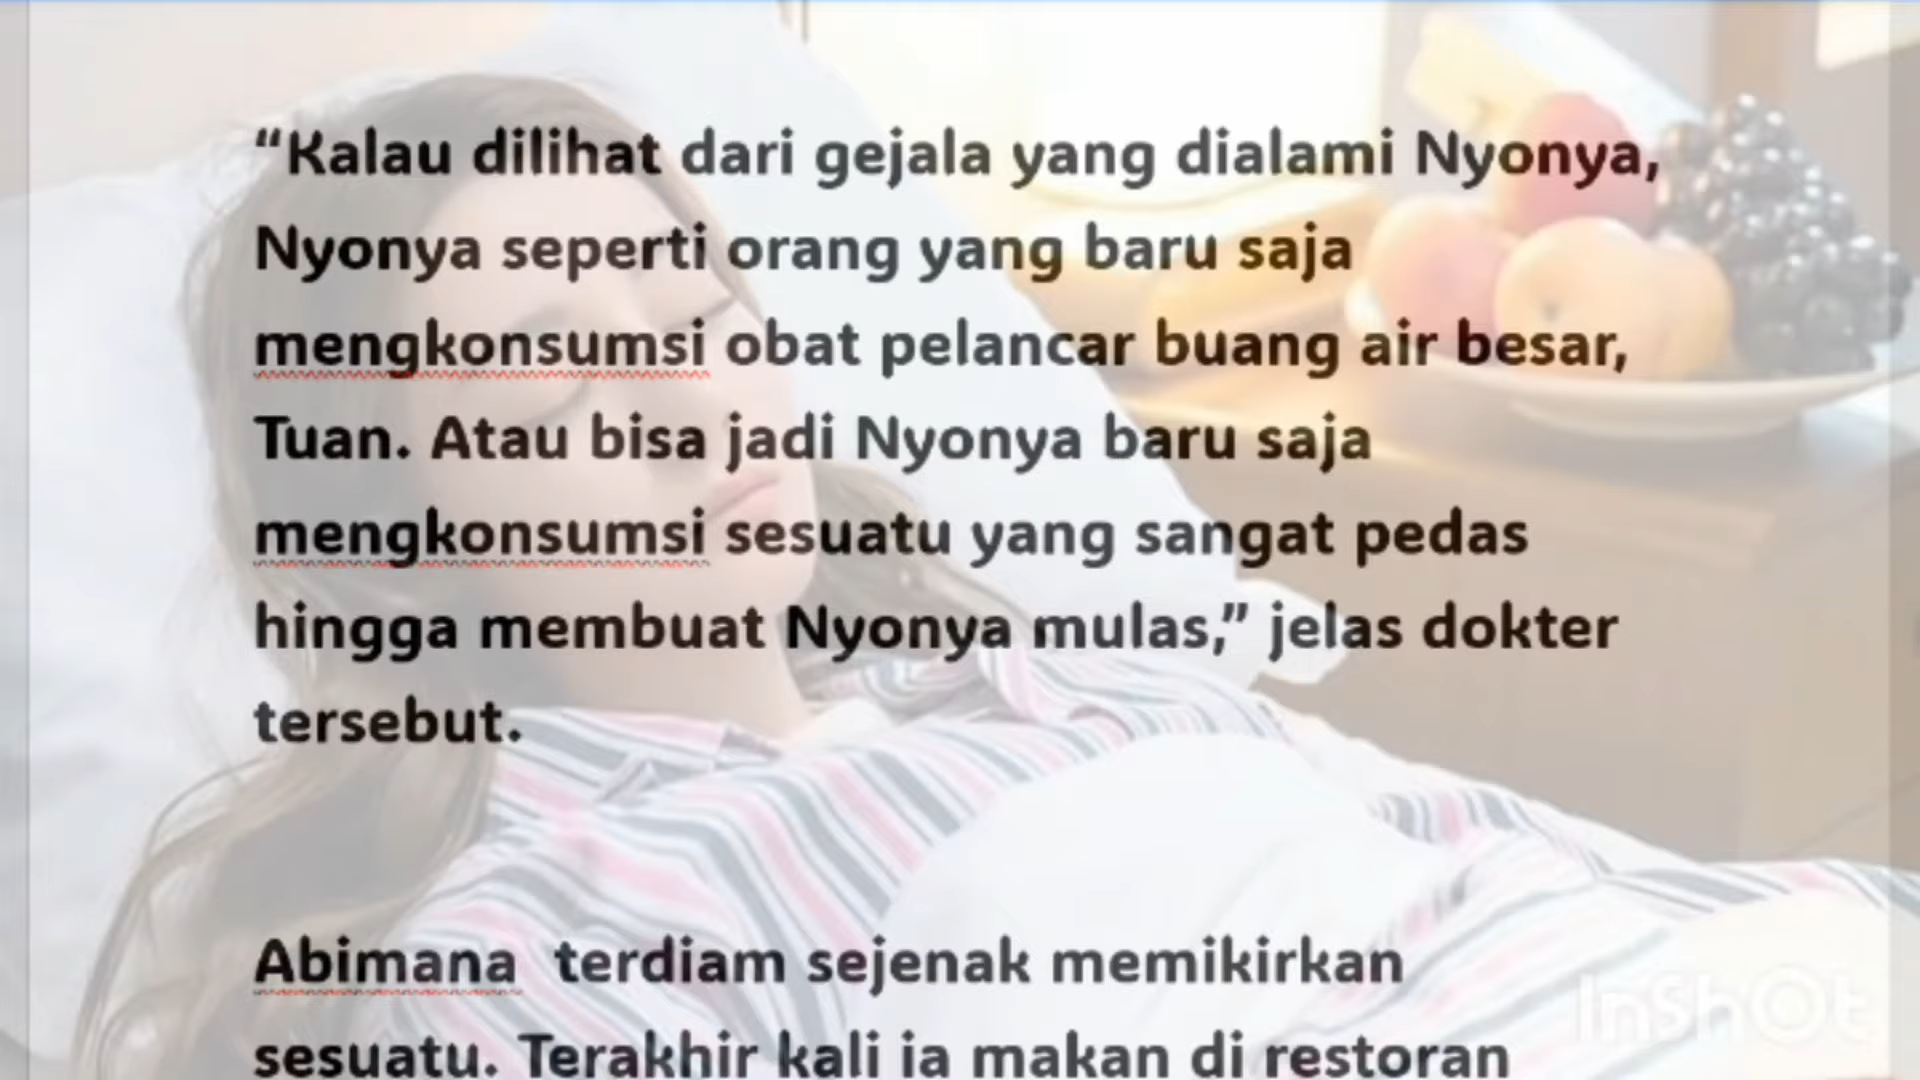 “Kalau dilihat dari gejala yang dialami Nyonya,
Nyonya seperti orang yang baru saja
mengkonsumsi obat pelancar buang air besar,
Tuan. Atau bisa jadi Nyonya baru saja
mengkonsumsi sesuatu yang sangat pedas
hingga membuat Nyonya mulas,” jelas dokter
tersebut.
Abimana  terdiam sejenak memikirkan
sesuatu. Terakhir kali ia makan di restoran
InShOt